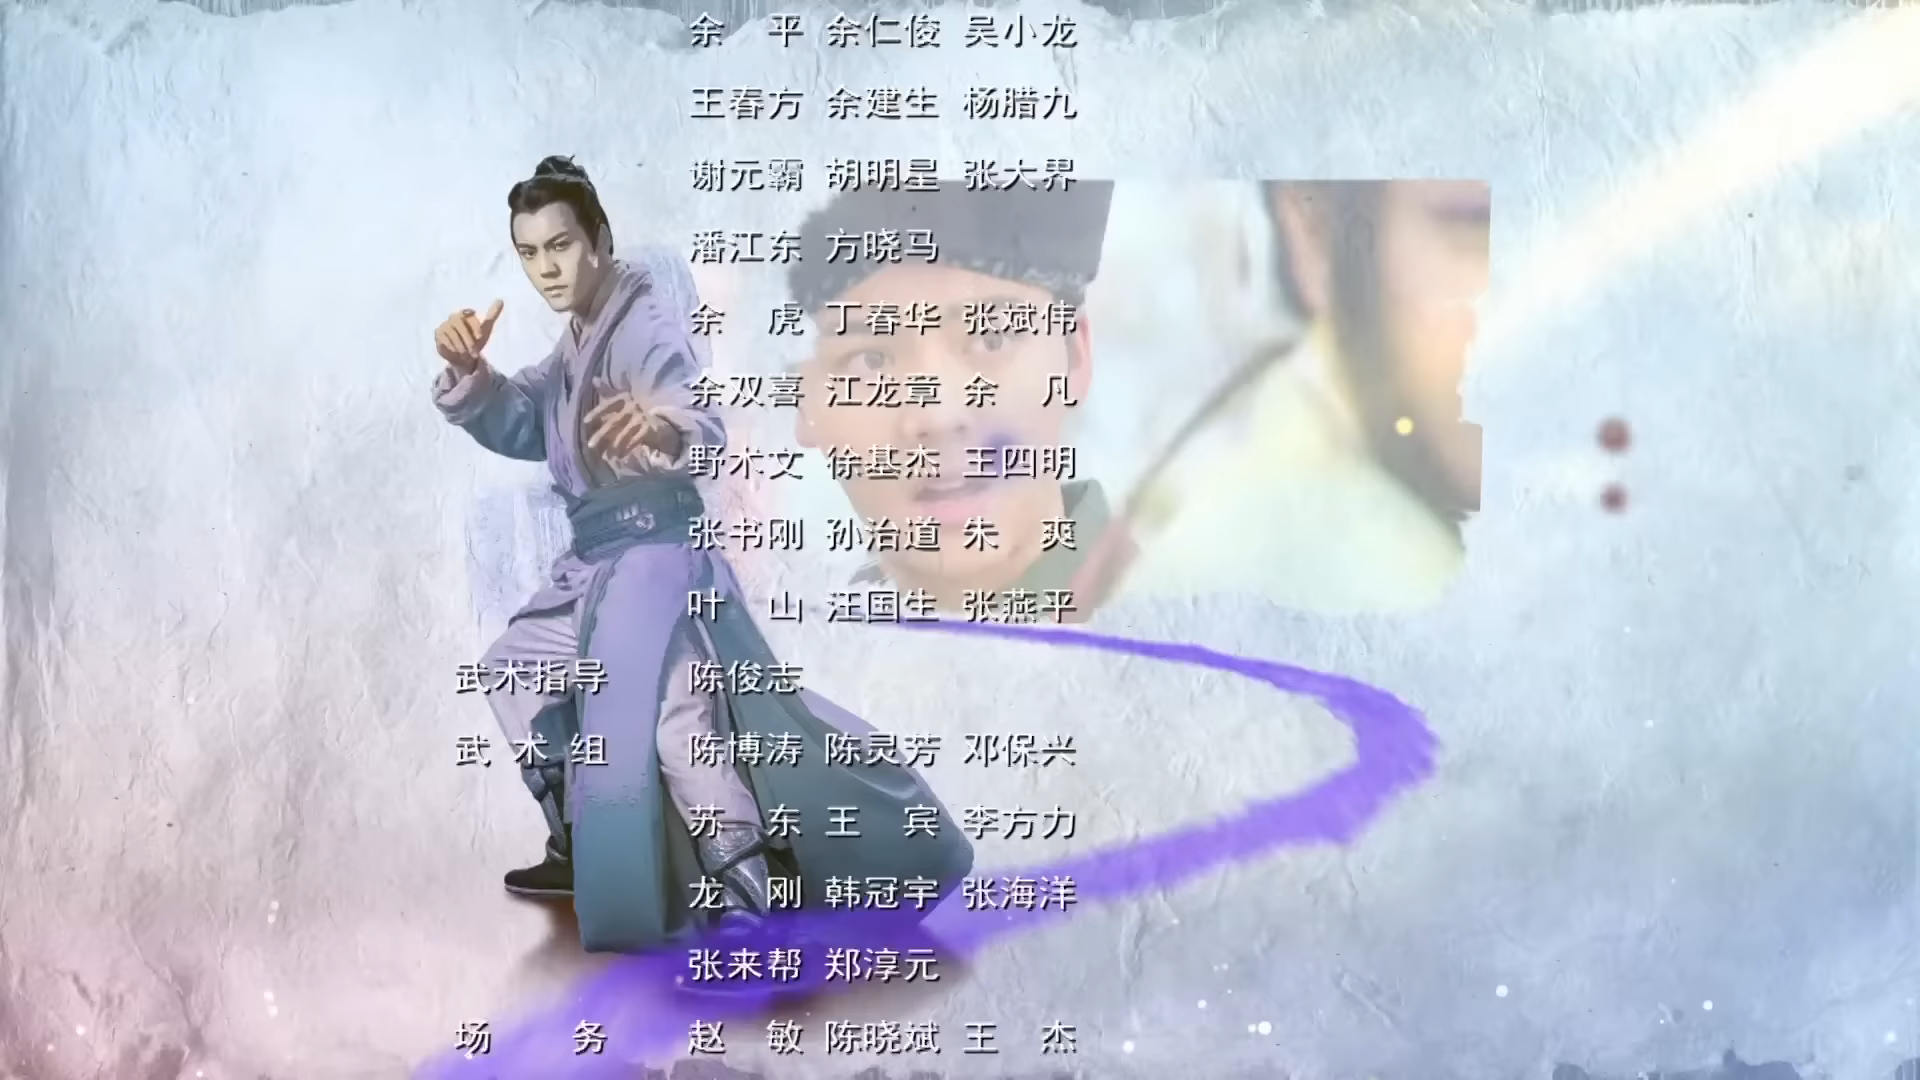 余　平 余仁俊 吴小龙
王春方 余建生 杨腊九
谢元霸 胡明星 张大界
潘江东 方晓马
余　虎 丁春华 张斌伟
余双喜 江龙章 余　凡
野术文 徐基杰 王四明
张书刚 孙治道 朱　爽
叶　山 汪国生 张燕平
武术指导 陈俊志
武 术 组 陈博涛 陈灵芳 邓保兴
苏　东 王　宾 李方力
龙　刚 韩冠宇 张海洋
张来帮 郑淳元
场　务 赵　敏 陈晓斌 王　杰